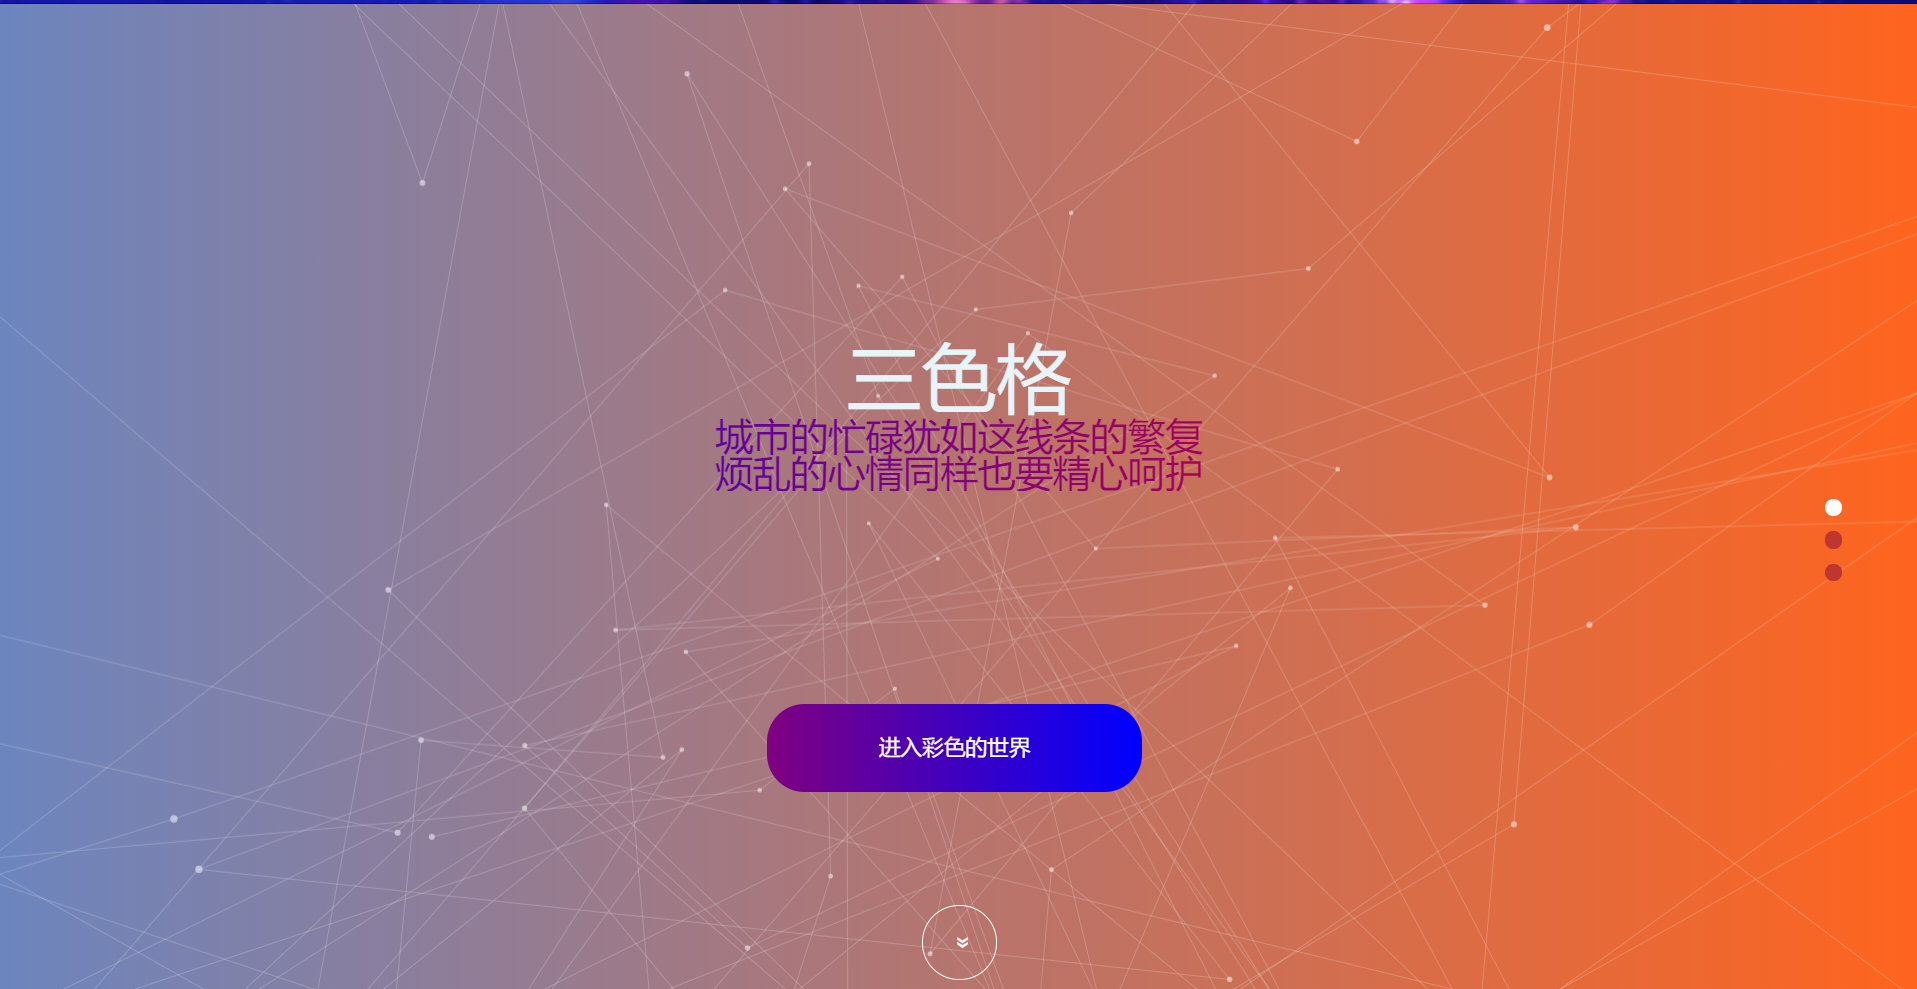 三色格
城市的忙碌犹如这线条的繁复
烦乱的心情同样也要精心呵护
进入彩色的世界